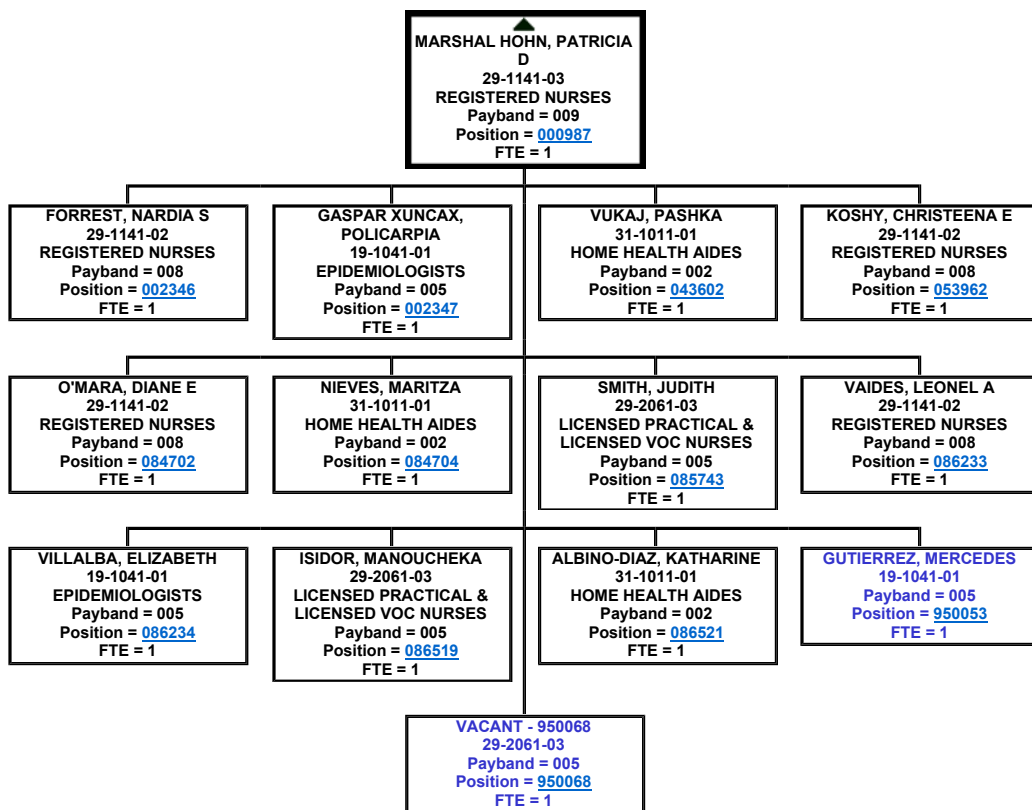 MARSHAL HOHN, PATRICIA
D
29-1141-03
REGISTERED NURSES
Payband = 009
Position = 000987
FTE = 1
FORREST, NARDIA S
29-1141-02
REGISTERED NURSES
Payband = 008
Position = 002346
FTE = 1
GASPAR XUNCAX,
POLICARPIA
19-1041-01
EPIDEMIOLOGISTS
Payband = 005
Position = 002347
FTE = 1
VUKAJ, PASHKA
31-1011-01
HOME HEALTH AIDES
Payband = 002
Position = 043602
FTE = 1
KOSHY, CHRISTEENA E
29-1141-02
REGISTERED NURSES
Payband = 008
Position = 053962
FTE = 1
O'MARA, DIANE E
29-1141-02
REGISTERED NURSES
Payband = 008
Position = 084702
FTE = 1
NIEVES, MARITZA
31-1011-01
HOME HEALTH AIDES
Payband = 002
Position = 084704
FTE = 1
SMITH, JUDITH
29-2061-03
LICENSED PRACTICAL &
LICENSED VOC NURSES
Payband = 005
Position = 085743
FTE = 1
VAIDES, LEONEL A
29-1141-02
REGISTERED NURSES
Payband = 008
Position = 086233
FTE = 1
VILLALBA, ELIZABETH
19-1041-01
EPIDEMIOLOGISTS
Payband = 005
Position = 086234
FTE = 1
ISIDOR, MANOUCHEKA
29-2061-03
LICENSED PRACTICAL &
LICENSED VOC NURSES
Payband = 005
Position = 086519
FTE = 1
ALBINO-DIAZ, KATHARINE
31-1011-01
HOME HEALTH AIDES
Payband = 002
Position = 086521
FTE = 1
GUTIERREZ, MERCEDES
19-1041-01
Payband = 005
Position = 950053
FTE = 1
VACANT - 950068
29-2061-03
Payband = 005
Position = 950068
FTE = 1